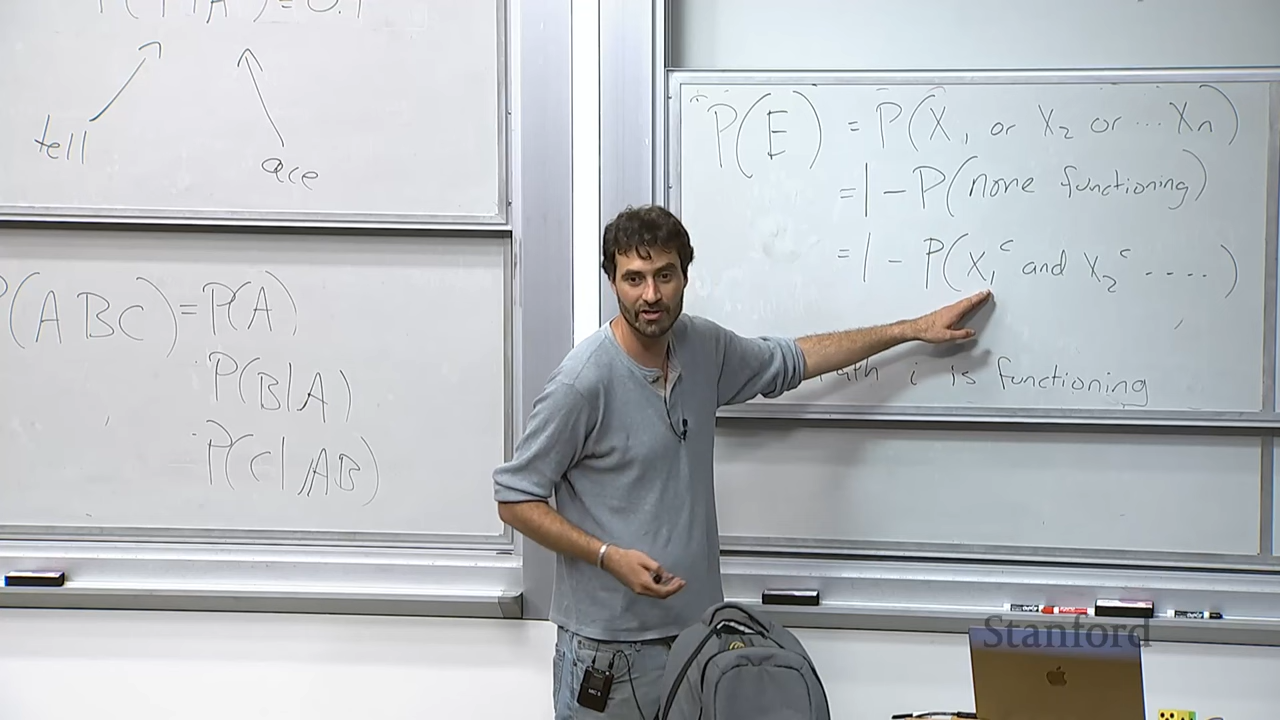 tell
ace
P(ABC) = P(A)
P(B|A)
P(C|AB)
P(E) = P(X₁ or X₂ or ... Xₙ)
= 1 - P(none functioning)
= 1 - P(X₁ᶜ and X₂ᶜ .....)
i is functioning
Stanford